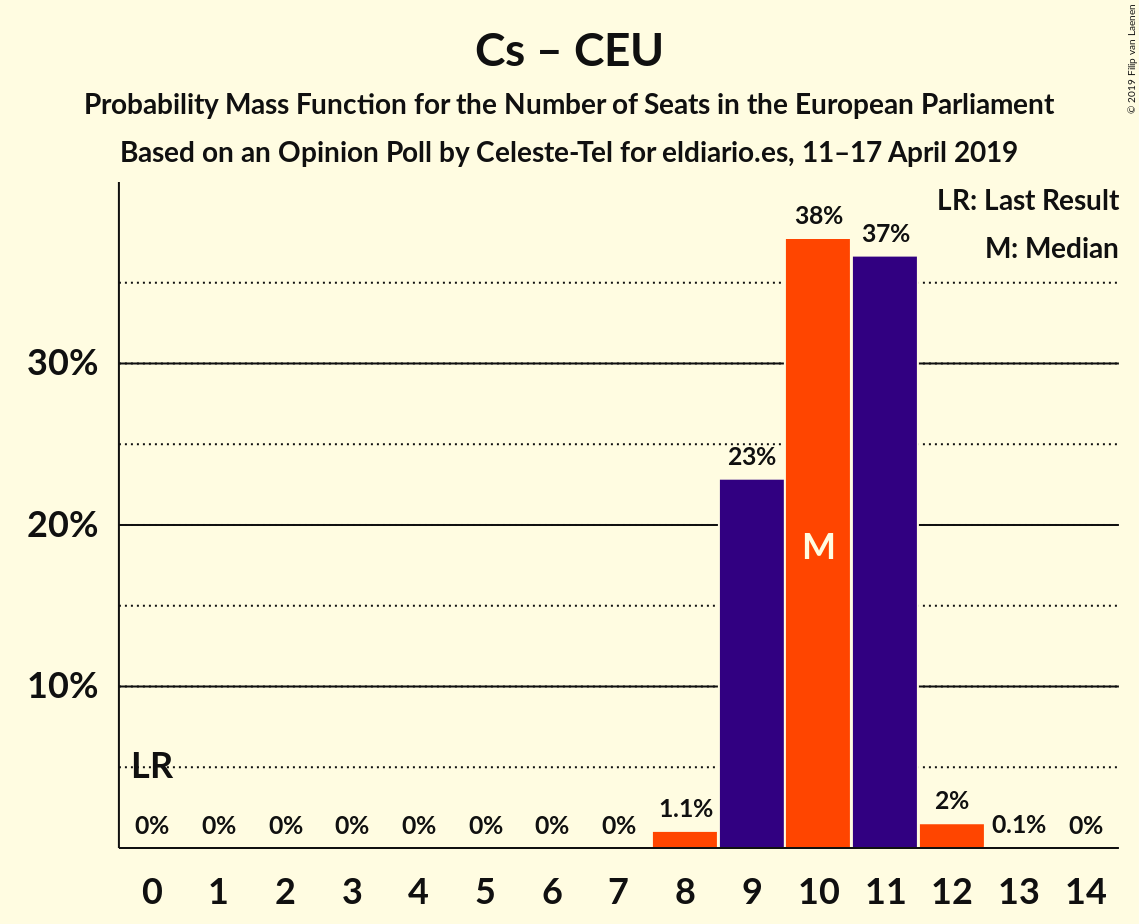 Cs – CEU
Probability Mass Function for the Number of Seats in the European Parliament
Based on an Opinion Poll by Celeste-Tel for eldiario.es, 11–17 April 2019
© 2019 Filip van Laenen
LR: Last Result
M: Median
38%
37%
30%
23%
20%
M
10%
LR
0% 0% 0% 0% 0% 0% 0% 0% 1.1% 2% 0.1% 0%
0 1 2 3 4 5 6 7 8 9 10 11 12 13 14